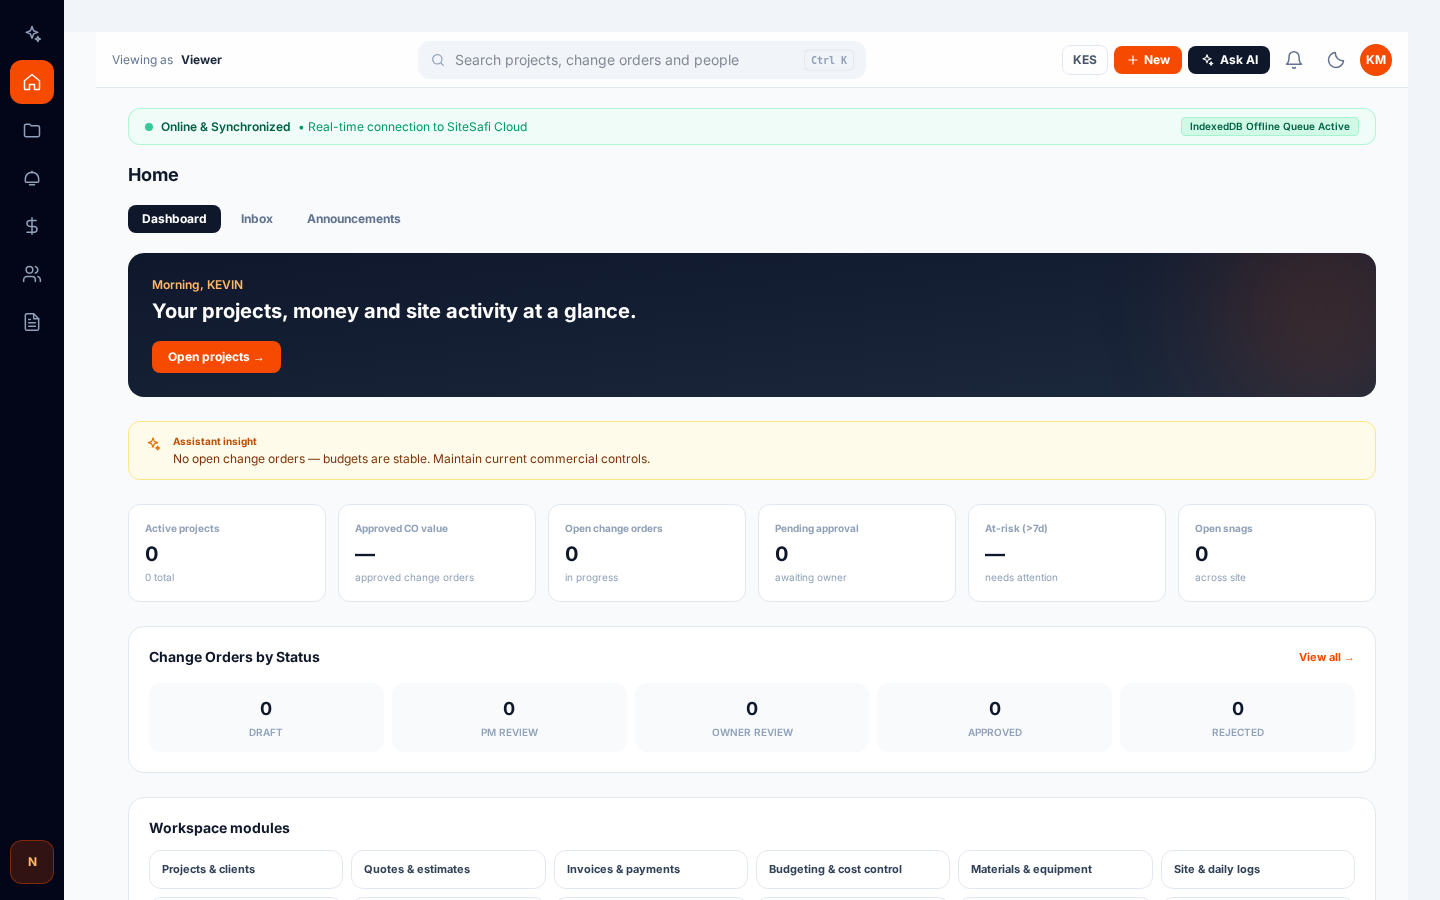 Viewing as Viewer
Search projects, change orders and people
Ctrl K
KES
New
Ask AI
KM
Online & Synchronized • Real-time connection to SiteSafi Cloud
IndexedDB Offline Queue Active
Home
Dashboard
Inbox
Announcements
Morning, KEVIN
Your projects, money and site activity at a glance.
Open projects →
Assistant insight
No open change orders — budgets are stable. Maintain current commercial controls.
Active projects
0
0 total
Approved CO value
—
approved change orders
Open change orders
0
in progress
Pending approval
0
awaiting owner
At-risk (>7d)
—
needs attention
Open snags
0
across site
Change Orders by Status
View all →
0
DRAFT
0
PM REVIEW
0
OWNER REVIEW
0
APPROVED
0
REJECTED
Workspace modules
Projects & clients
Quotes & estimates
Invoices & payments
Budgeting & cost control
Materials & equipment
Site & daily logs
N